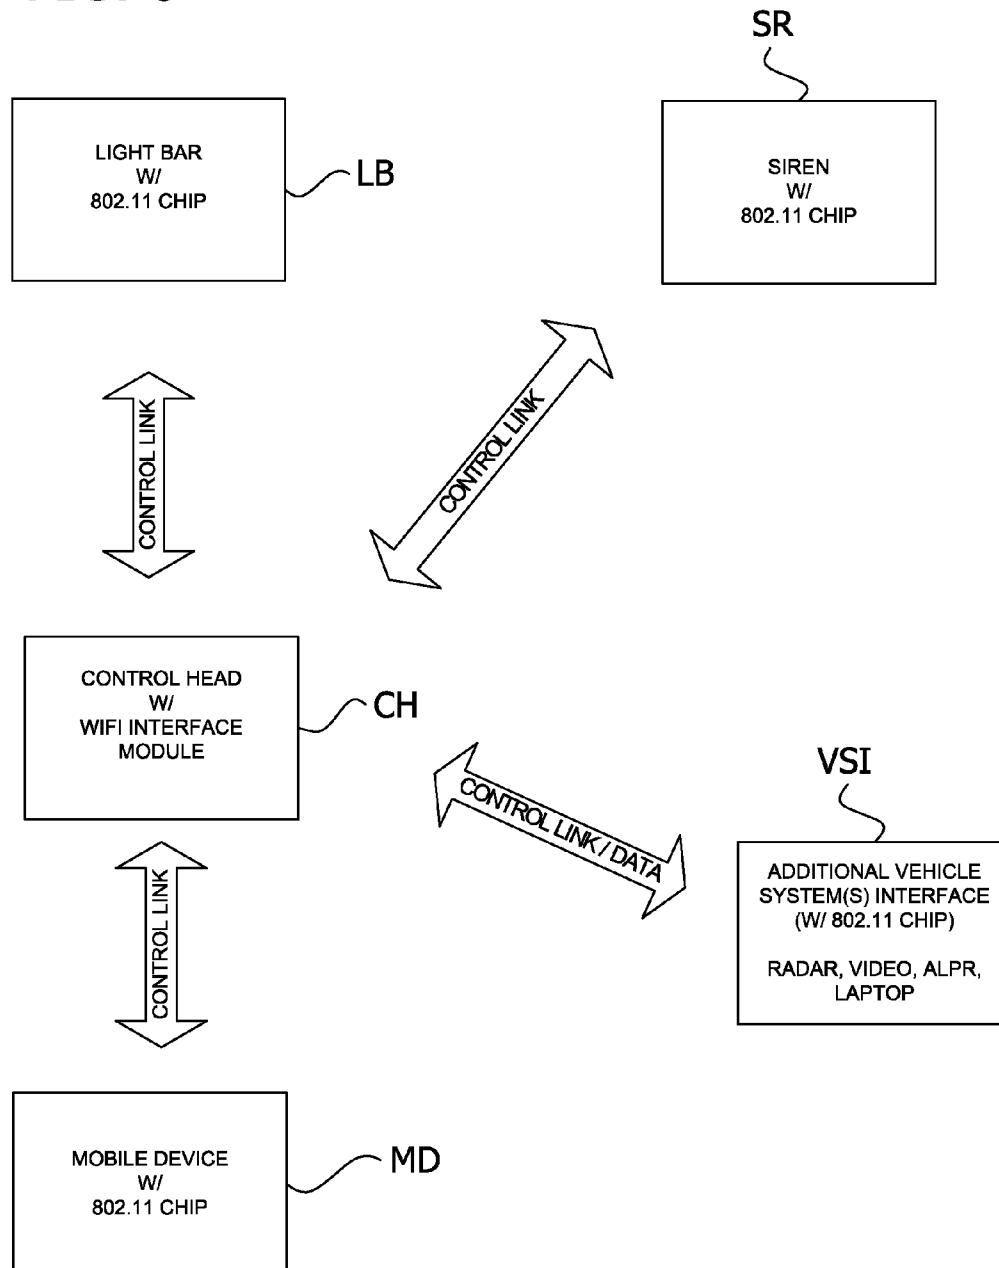 SR
LIGHT BAR
W/
802.11 CHIP
LB
SIREN
W/
802.11 CHIP
CONTROL LINK
CONTROL LINK
CONTROL HEAD
W/
WIFI INTERFACE
MODULE
CH
CONTROL LINK / DATA
VSI
ADDITIONAL VEHICLE
SYSTEM(S) INTERFACE
(W/ 802.11 CHIP)
RADAR, VIDEO, ALPR,
LAPTOP
CONTROL LINK
MOBILE DEVICE
W/
802.11 CHIP
MD